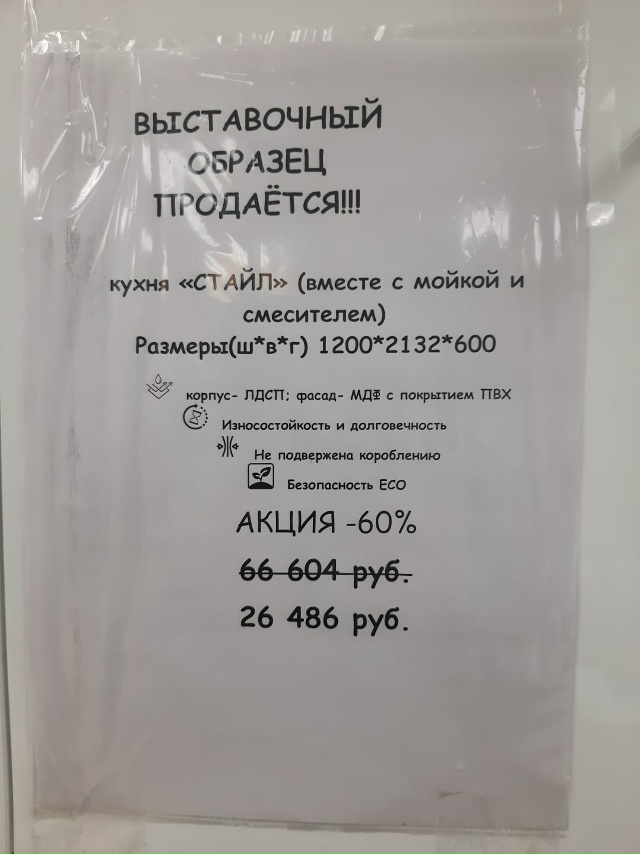 ВЫСТАВОЧНЫЙ
ОБРАЗЕЦ
ПРОДАЁТСЯ!!!
кухня «СТАЙЛ» (вместе с мойкой и
смесителем)
Размеры(ш*в*г) 1200*2132*600
корпус- ЛДСП; фасад- МДФ с покрытием ПВХ
Износостойкость и долговечность
Не подвержена короблению
Безопасность ECO
АКЦИЯ -60%
66 604 руб.
26 486 руб.